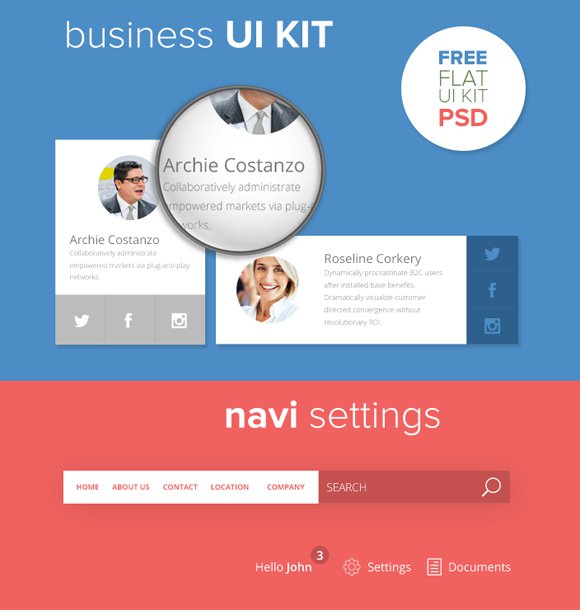 business UI KIT
FREE
FLAT
UI KIT
PSD
Archie Costanzo
Collaboratively administrate
empowered markets via plug-a
works.
Archie Costanzo
Collaboratively administrate
empowered markets via plug-and-play
networks.
Roseline Corkery
Dynamically procrastinate B2C users
after installed base benefits.
Dramatically visualize customer
directed convergence without
revolutionary ROI.
navi settings
HOME ABOUT US CONTACT LOCATION COMPANY SEARCH
Hello John 3 Settings Documents